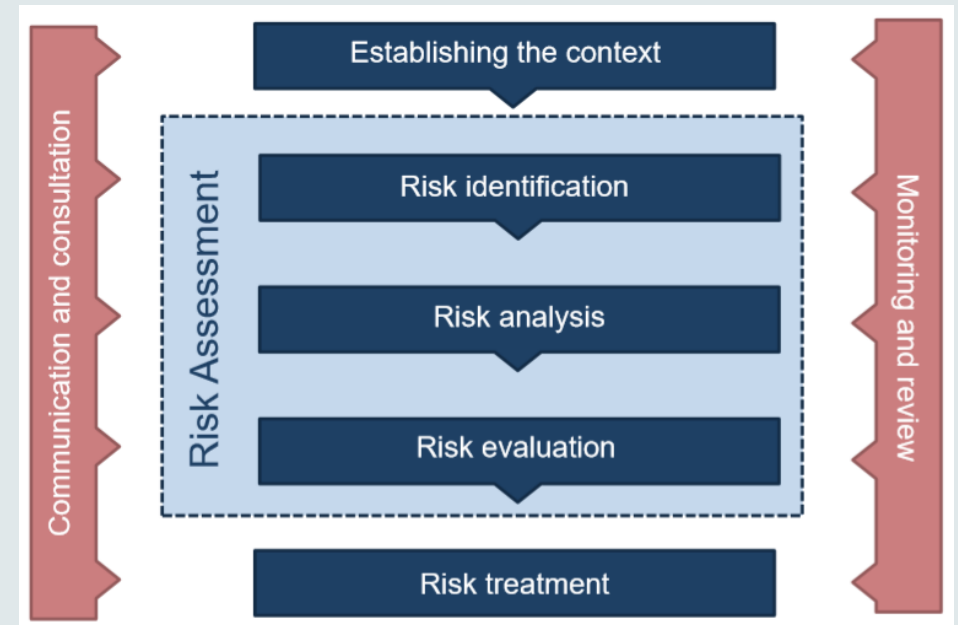 Establishing the context
Communication and consultation
Risk Assessment
Risk identification
Risk analysis
Risk evaluation
Monitoring and review
Risk treatment